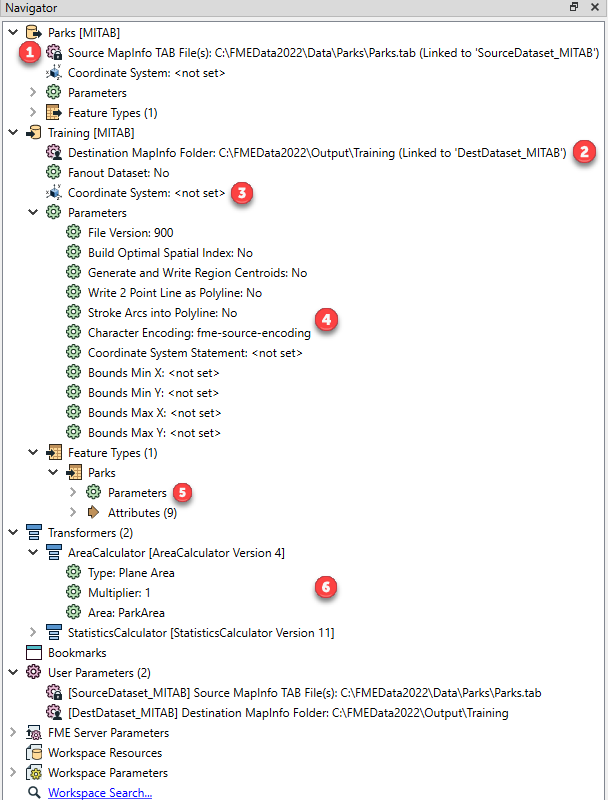 Navigator
Parks [MITAB]
1 Source MapInfo TAB File(s): C:\FMEData2022\Data\Parks\Parks.tab (Linked to 'SourceDataset_MITAB')
Coordinate System: <not set>
Parameters
Feature Types (1)
Training [MITAB]
Destination MapInfo Folder: C:\FMEData2022\Output\Training (Linked to 'DestDataset_MITAB') 2
Fanout Dataset: No
Coordinate System: <not set> 3
Parameters
File Version: 900
Build Optimal Spatial Index: No
Generate and Write Region Centroids: No
Write 2 Point Line as Polyline: No
Stroke Arcs into Polyline: No
4
Character Encoding: fme-source-encoding
Coordinate System Statement: <not set>
Bounds Min X: <not set>
Bounds Min Y: <not set>
Bounds Max X: <not set>
Bounds Max Y: <not set>
Feature Types (1)
Parks
Parameters 5
Attributes (9)
Transformers (2)
AreaCalculator [AreaCalculator Version 4]
Type: Plane Area
Multiplier: 1 6
Area: ParkArea
StatisticsCalculator [StatisticsCalculator Version 11]
Bookmarks
User Parameters (2)
[SourceDataset_MITAB] Source MapInfo TAB File(s): C:\FMEData2022\Data\Parks\Parks.tab
[DestDataset_MITAB] Destination MapInfo Folder: C:\FMEData2022\Output\Training
FME Server Parameters
Workspace Resources
Workspace Parameters
Workspace Search...